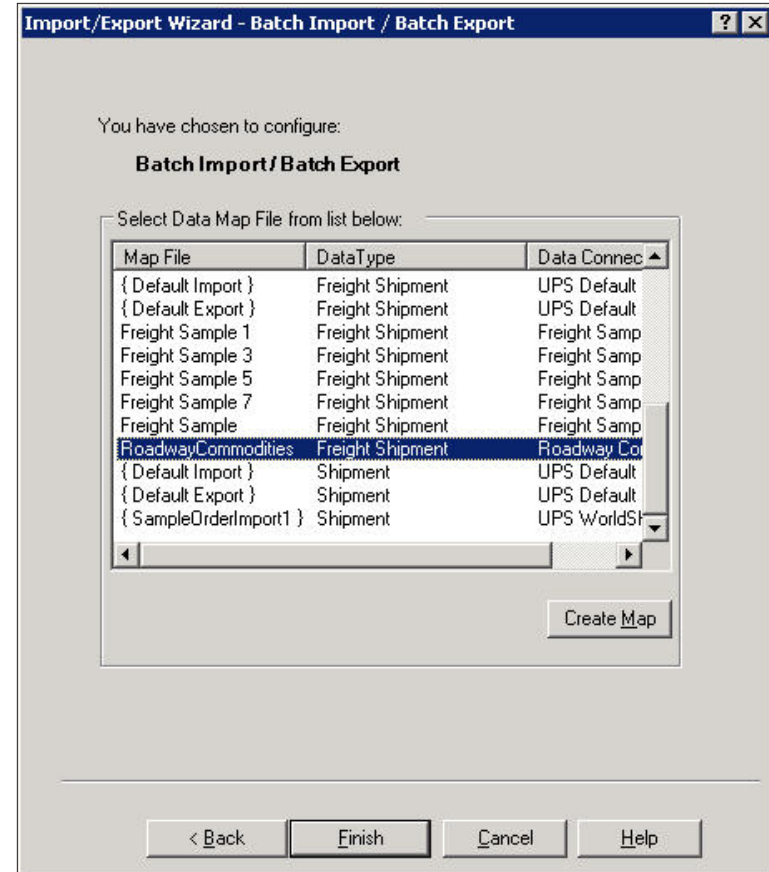 Import/Export Wizard - Batch Import / Batch Export
You have chosen to configure:
Batch Import / Batch Export
Select Data Map File from list below:
Map File DataType Data Connec
{ Default Import } Freight Shipment UPS Default
{ Default Export } Freight Shipment UPS Default
Freight Sample 1 Freight Shipment Freight Samp
Freight Sample 3 Freight Shipment Freight Samp
Freight Sample 5 Freight Shipment Freight Samp
Freight Sample 7 Freight Shipment Freight Samp
Freight Sample Freight Shipment Freight Samp
RoadwayCommodities Freight Shipment Roadway Co
{ Default Import } Shipment UPS Default
{ Default Export } Shipment UPS Default
{ SampleOrderImport1 } Shipment UPS WorldSh
Create Map
< Back Finish Cancel Help